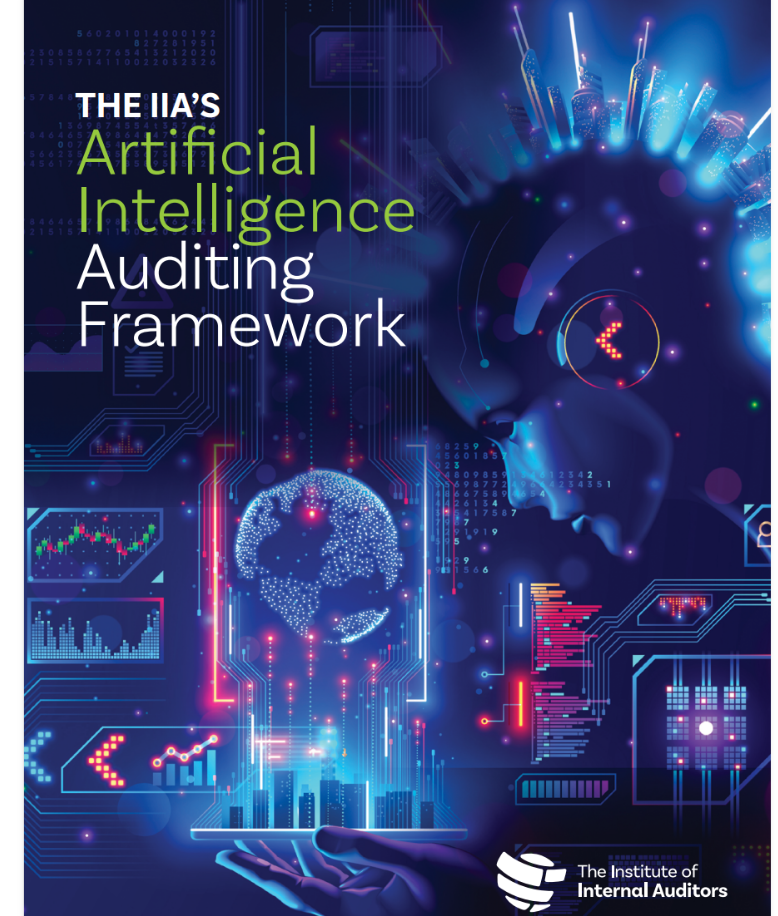 THE IIA'S
Artificial
Intelligence
Auditing
Framework
The Institute of
Internal Auditors